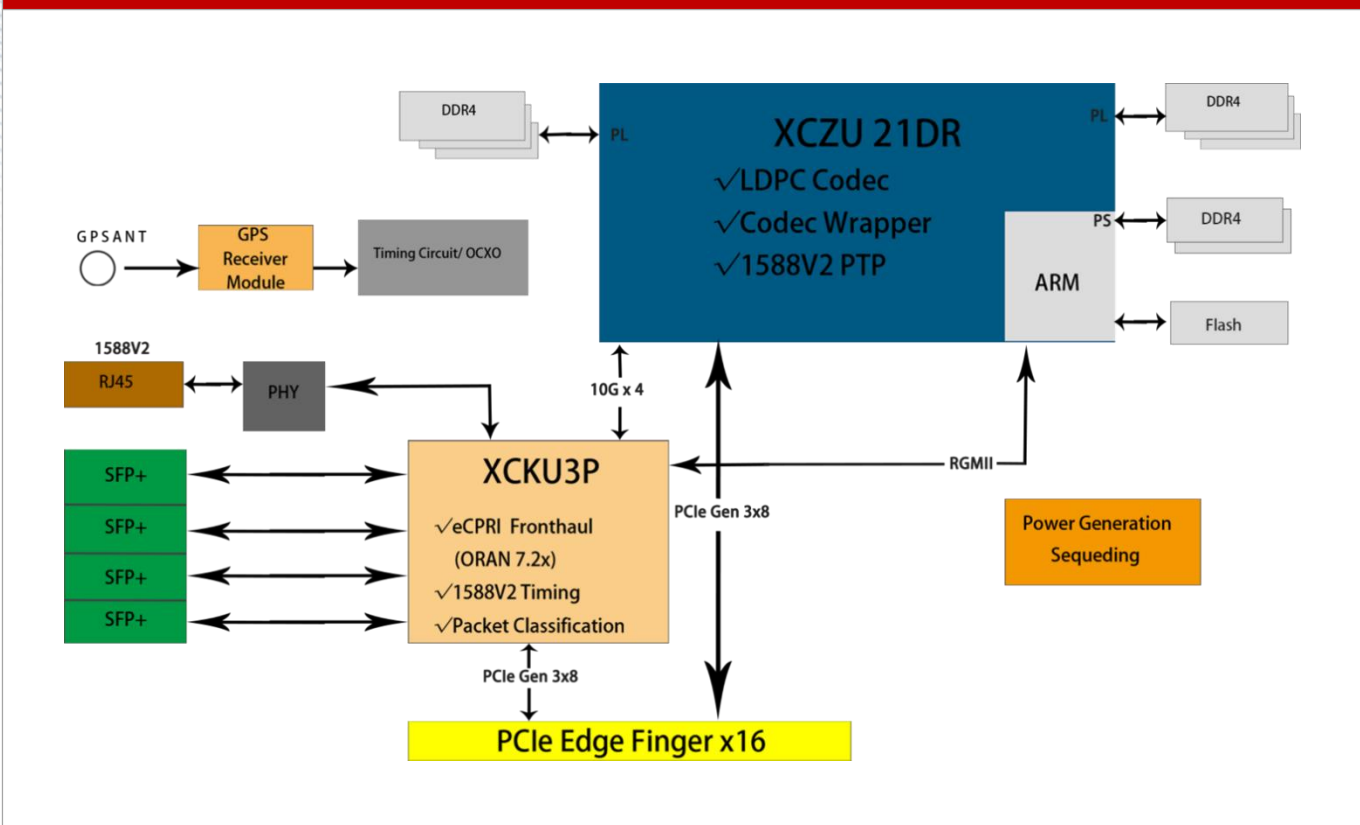 DDR4
PL
XCZU 21DR
√LDPC Codec
√Codec Wrapper
√1588V2 PTP
PL
DDR4
PS
DDR4
ARM
Flash
GPSANT
GPS
Receiver
Module
Timing Circuit/ OCXO
1588V2
RJ45
PHY
10G x 4
RGMII
SFP+
SFP+
SFP+
SFP+
XCKU3P
√eCPRI Fronthaul
(ORAN 7.2x)
√1588V2 Timing
√Packet Classification
PCIe Gen 3x8
Power Generation
Sequeding
PCIe Gen 3x8
PCIe Edge Finger x16